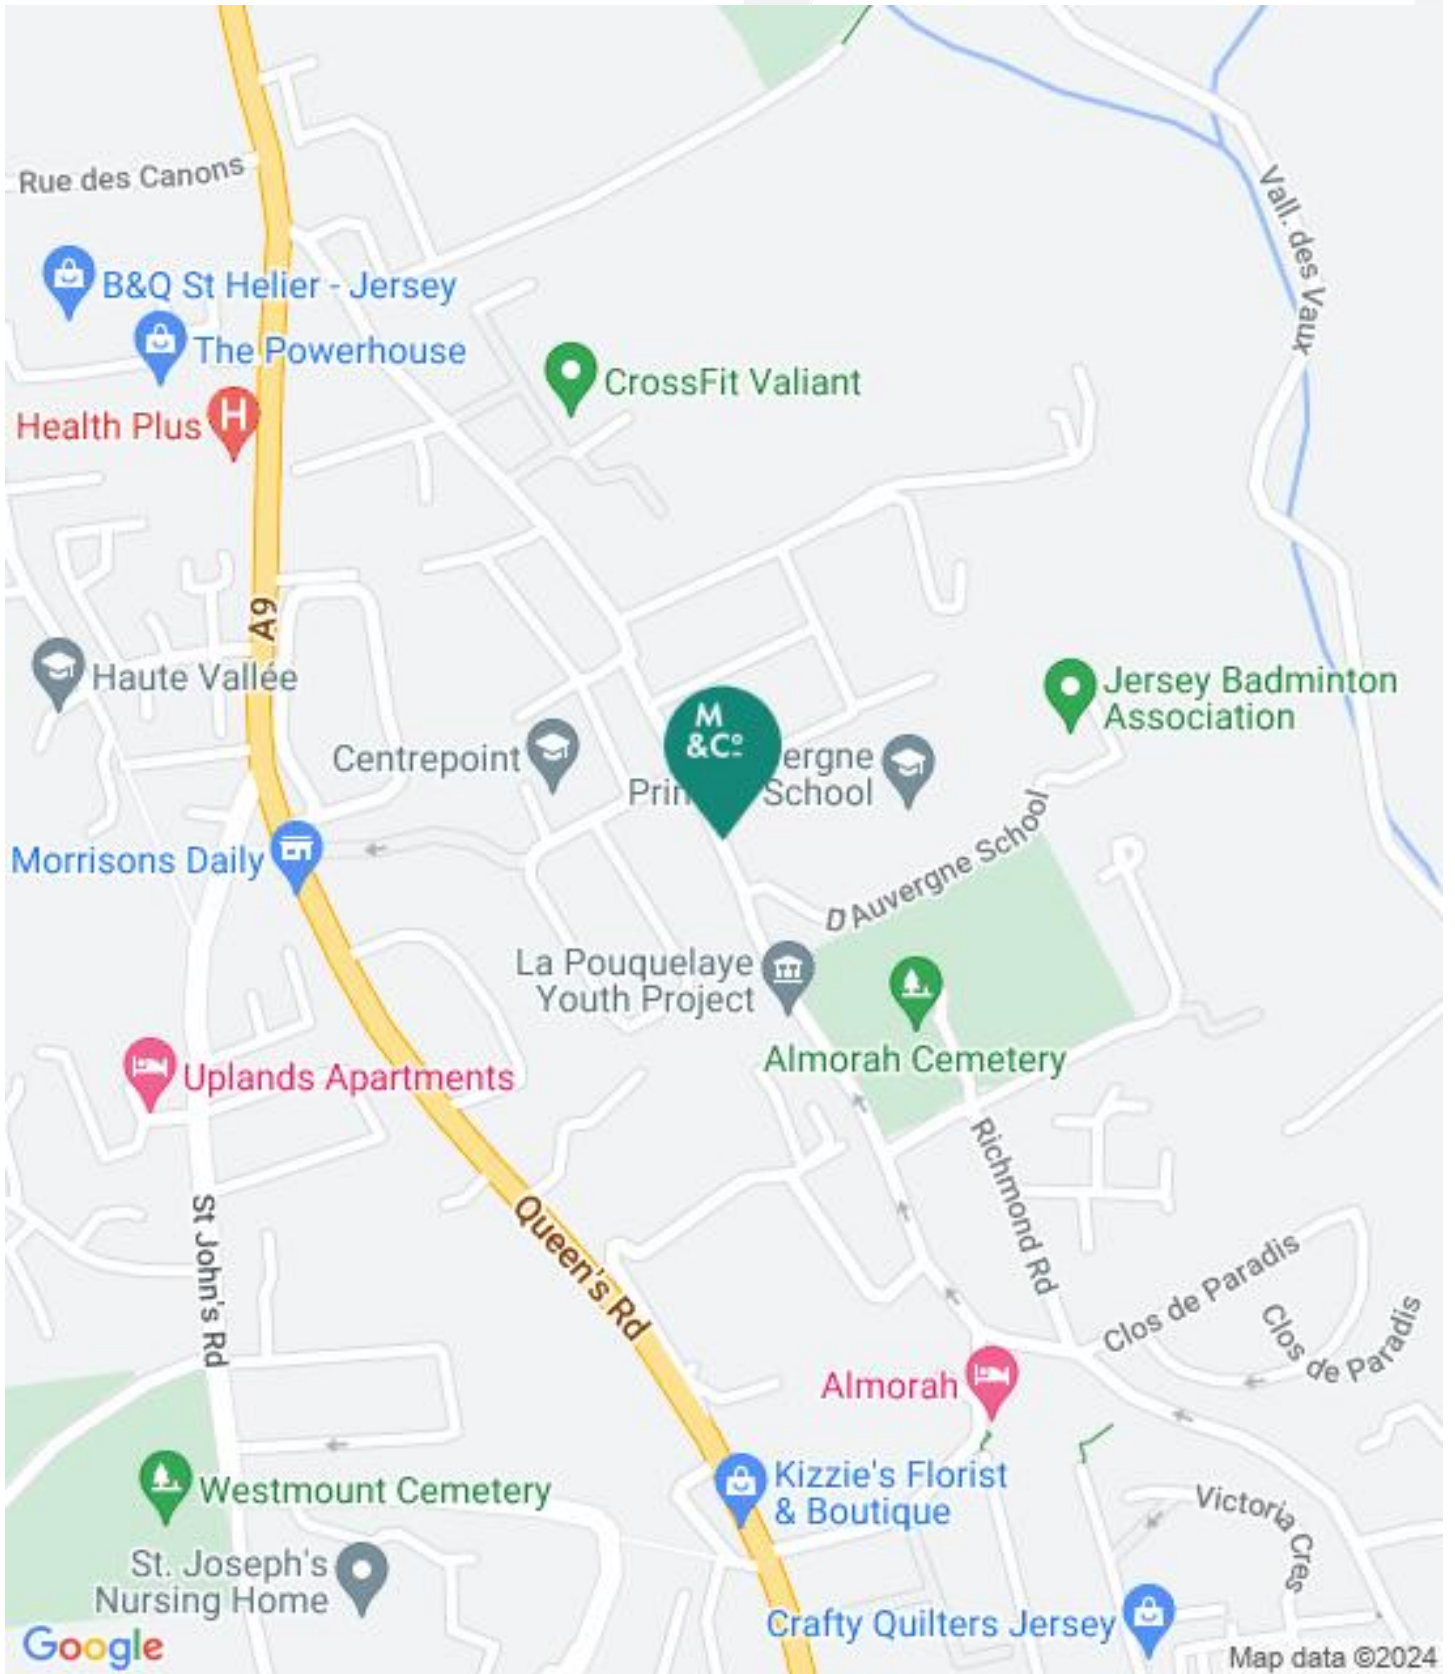 Rue des Canons
Vall. des Vaux
B&Q St Helier - Jersey
The Powerhouse
CrossFit Valiant
Health Plus
H
A9
Haute Vallée
Jersey Badminton
Association
M
&Cº
Centrepoint
ergne
School
Morrisons Daily
D'Auvergne School
La Pouquelaye
Youth Project
Almorah Cemetery
Uplands Apartments
Richmond Rd
St John's Rd
Queen's Rd
Clos de Paradis
Clos de Paradis
Almorah
Westmount Cemetery
Kizzie's Florist
& Boutique
Victoria Cres
St. Joseph's
Nursing Home
Crafty Quilters Jersey
Google
Map data ©2024